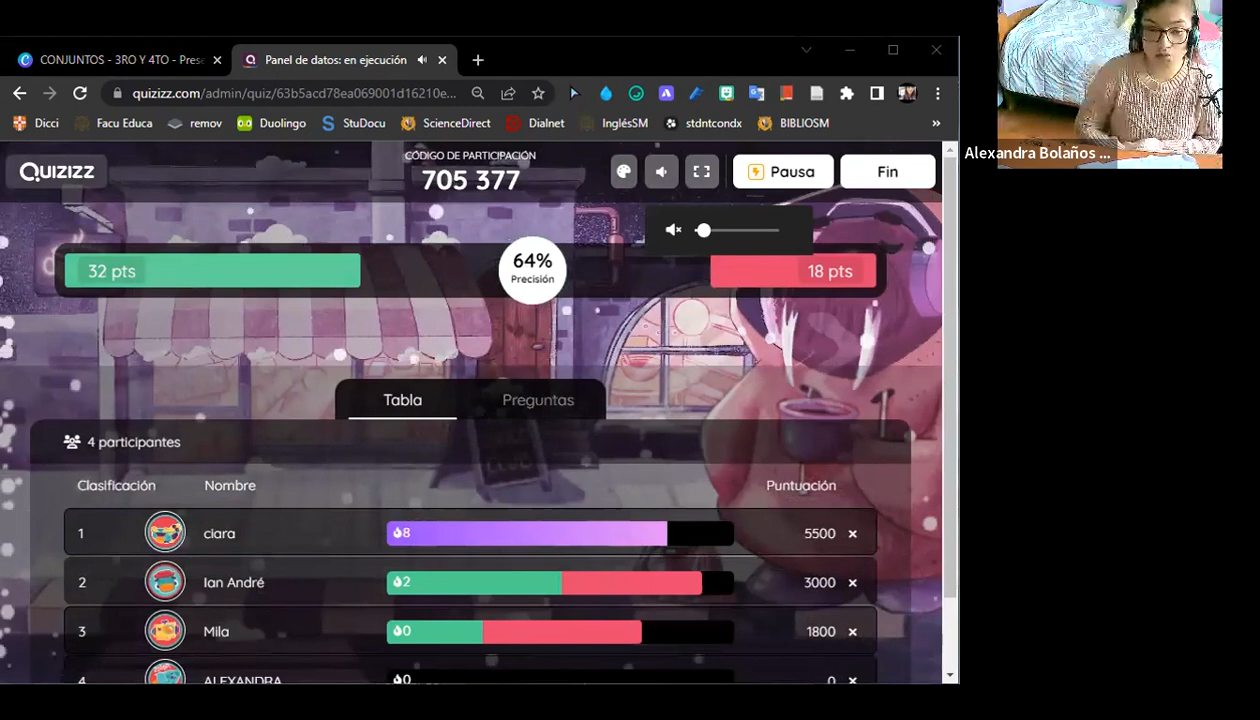 CONJUNTOS - 3RO Y 4TO - Prese
Panel de datos: en ejecución
quizizz.com/admin/quiz/63b5acd78ea069001d16210e...
Dicci
Facu Educa
remov
Duolingo
StuDocu
ScienceDirect
Dialnet
InglésSM
stdntcondx
BIBLIOSM
»
Alexandra Bolaños ...
QUIZIZZ
CÓDIGO DE PARTICIPACIÓN
705 377
Pausa
Fin
32 pts
64%
Precisión
18 pts
Tabla
Preguntas
4 participantes
Clasificación Nombre Puntuación
1 ciara 8 5500
2 Ian André 2 3000
3 Mila 0 1800
4 ALEXANDRA 0 0